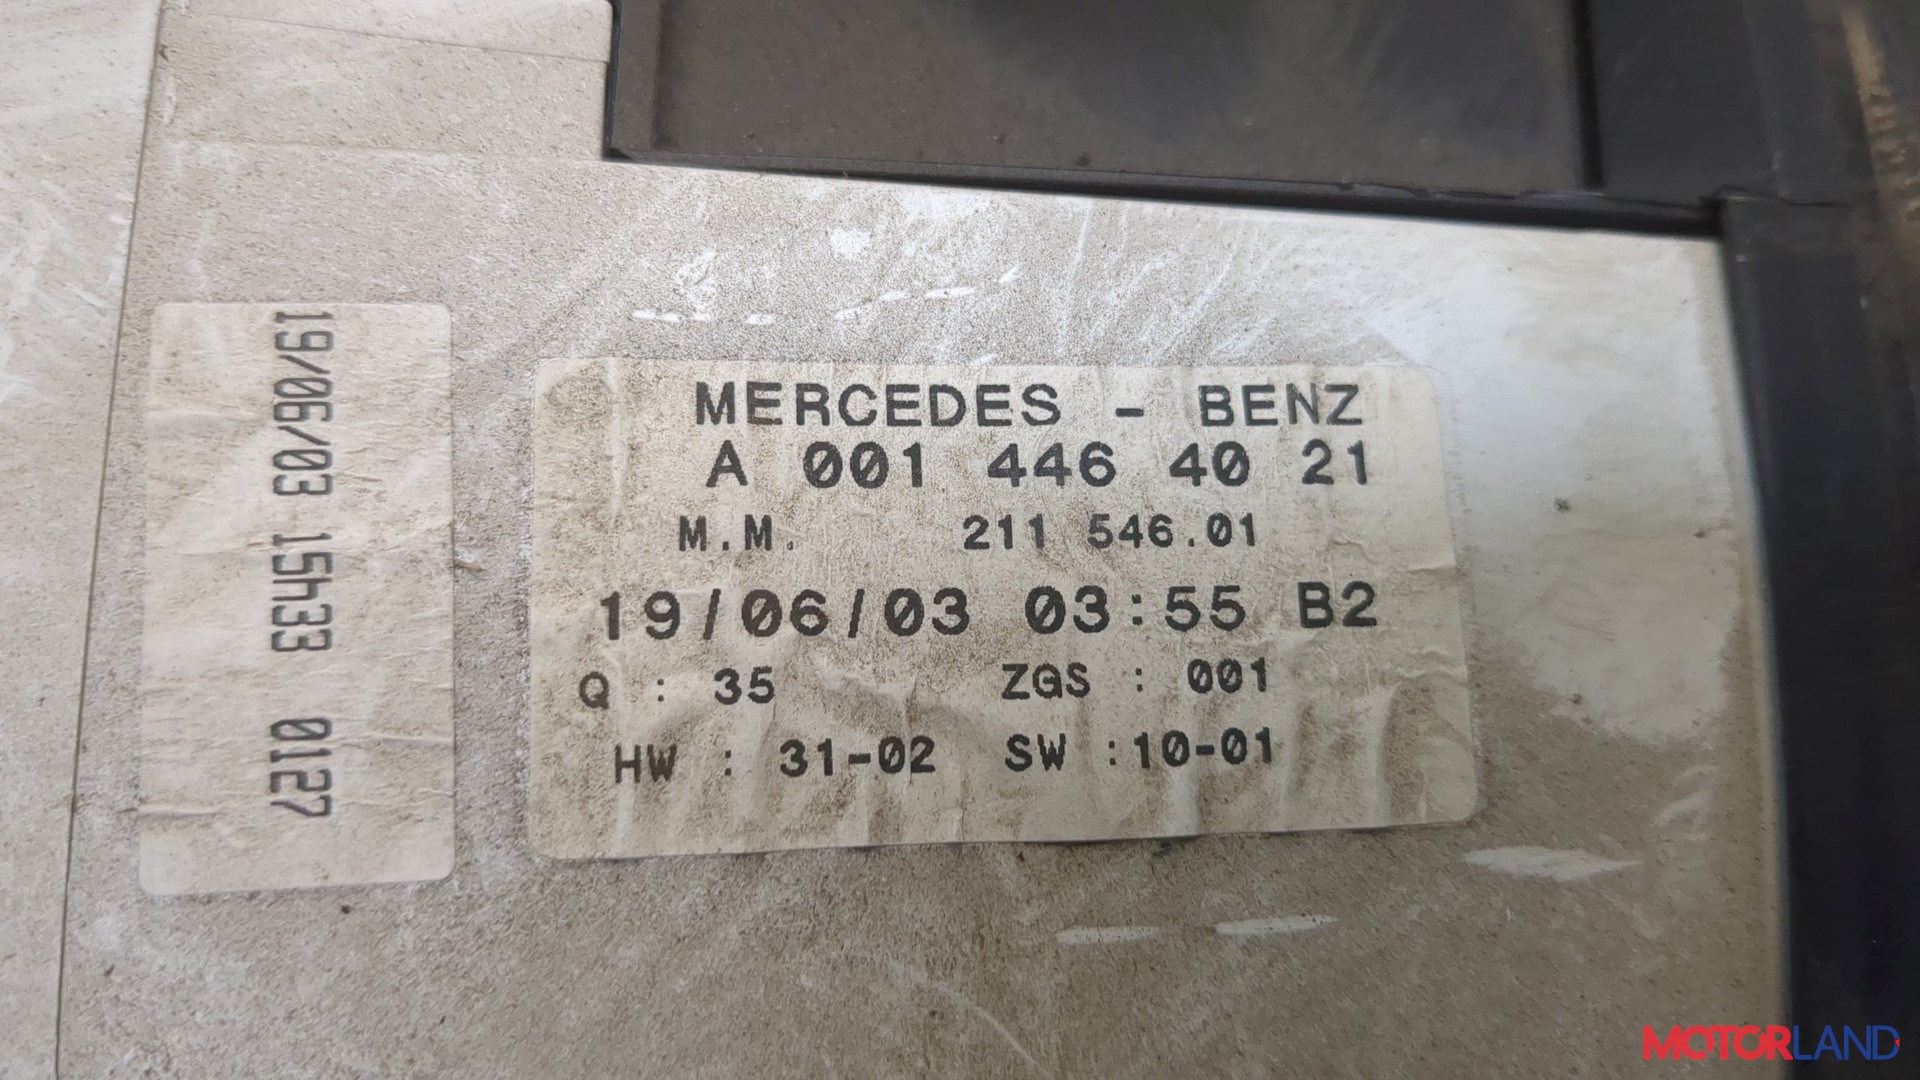 19/06/03 15h33 0127
MERCEDES - BENZ
A 001 446 40 21
M.M. 211 546.01
19/06/03 03:55 B2
Q : 35 ZGS : 001
HW : 31-02 SW :10-01
MOTORLAND